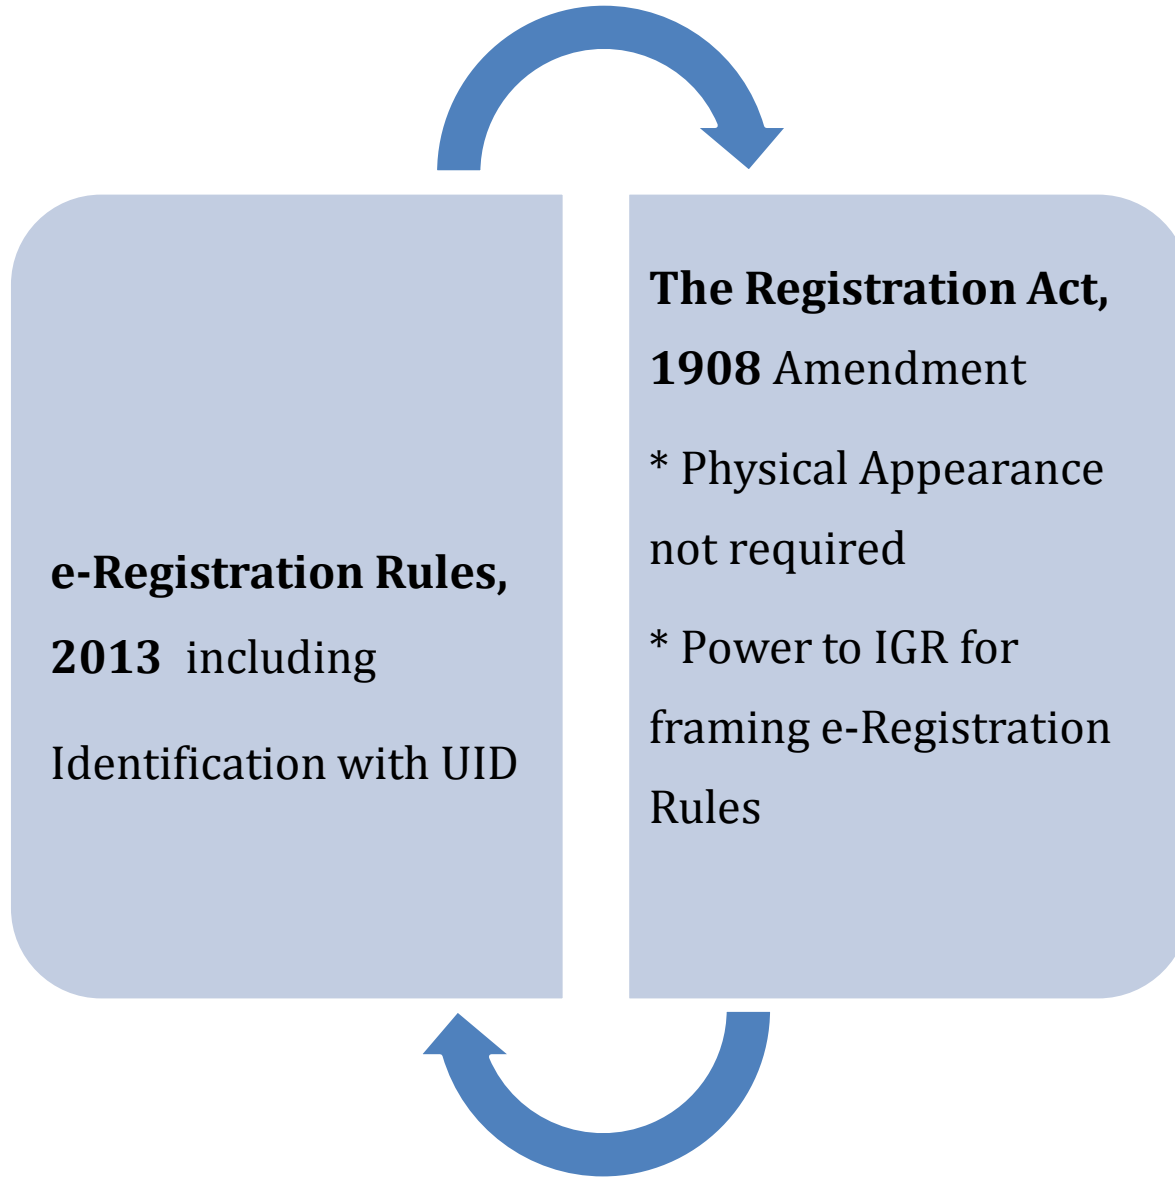 e-Registration Rules,
2013 including
Identification with UID
The Registration Act,
1908 Amendment
* Physical Appearance
not required
* Power to IGR for
framing e-Registration
Rules